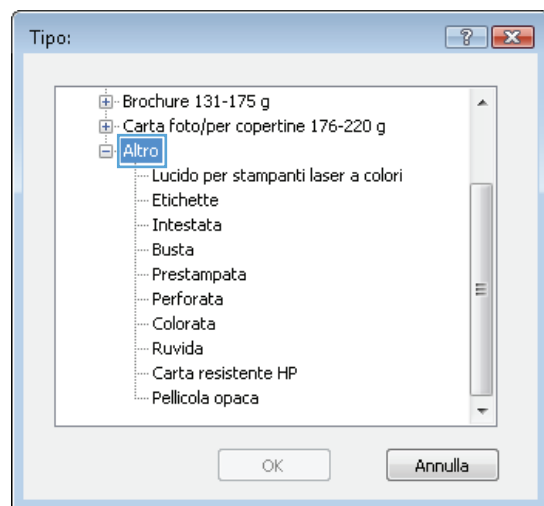 Tipo:
Brochure 131-175 g
Carta foto/per copertine 176-220 g
Altro
Lucido per stampanti laser a colori
Etichette
Intestata
Busta
Prestampata
Perforata
Colorata
Ruvida
Carta resistente HP
Pellicola opaca
OK
Annulla